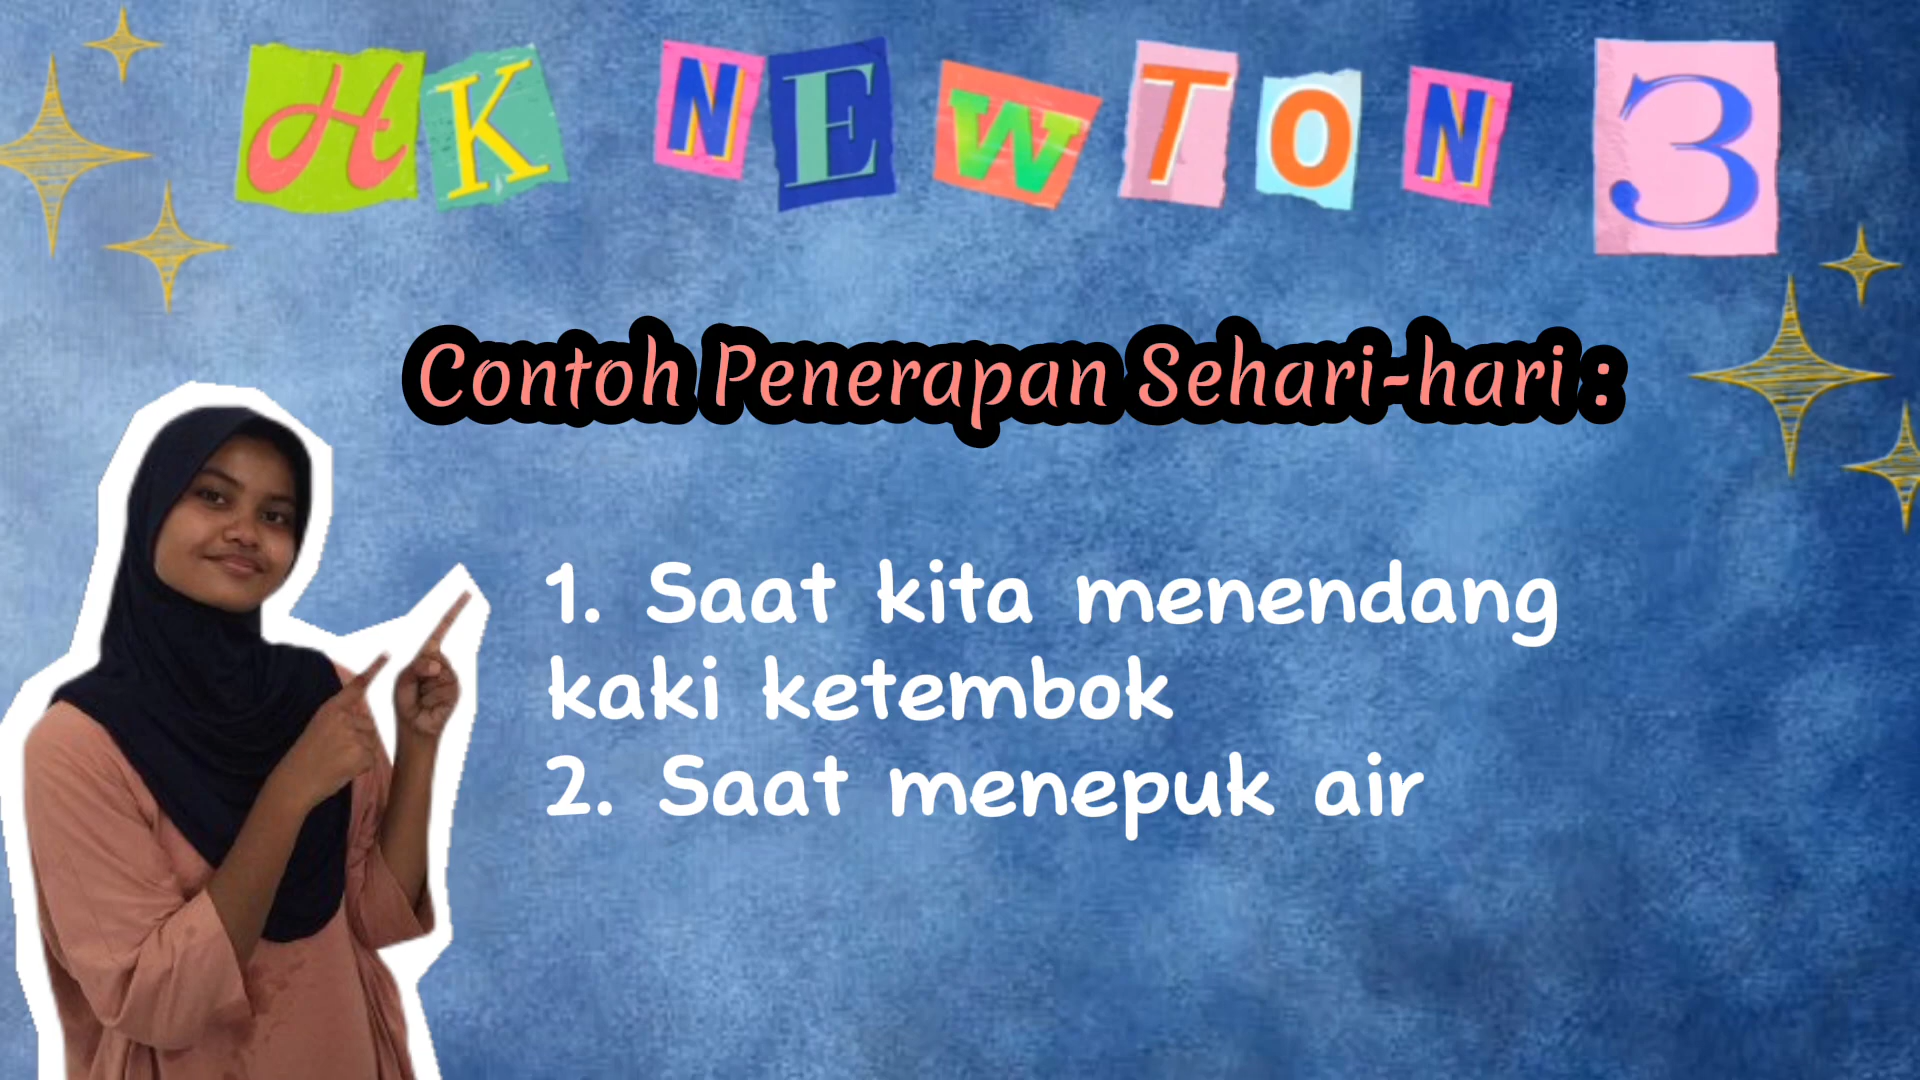 HK NEWTON 3
Contoh Penerapan Sehari-hari :
1. Saat kita menendang
kaki ketembok
2. Saat menepuk air